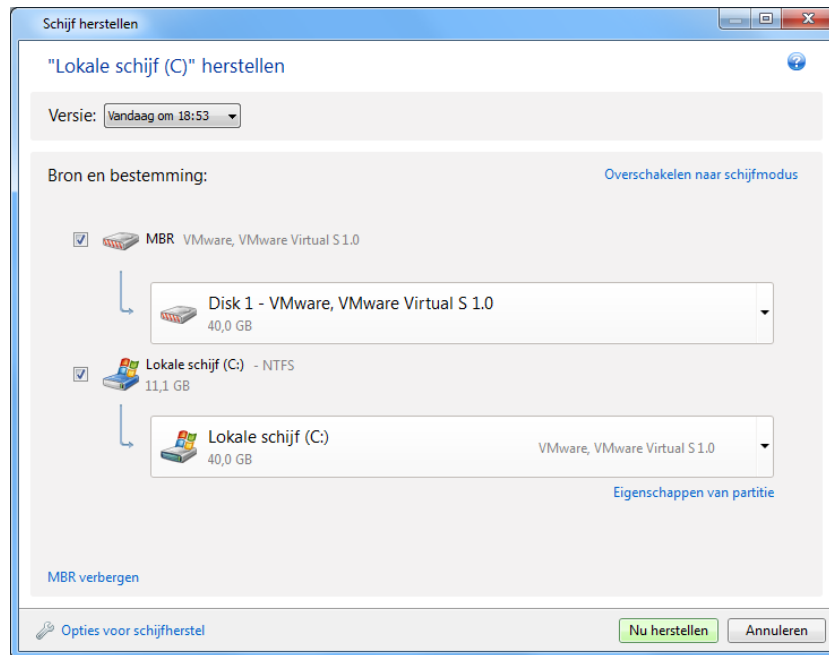 Schijf herstellen
"Lokale schijf (C)" herstellen
Versie: Vandaag om 18:53
Bron en bestemming: Overschakelen naar schijfmodus
MBR VMware, VMware Virtual S 1.0
Disk 1 - VMware, VMware Virtual S 1.0
40,0 GB
Lokale schijf (C:) - NTFS
11,1 GB
Lokale schijf (C:) VMware, VMware Virtual S 1.0
40,0 GB
Eigenschappen van partitie
MBR verbergen
Opties voor schijfherstel Nu herstellen Annuleren